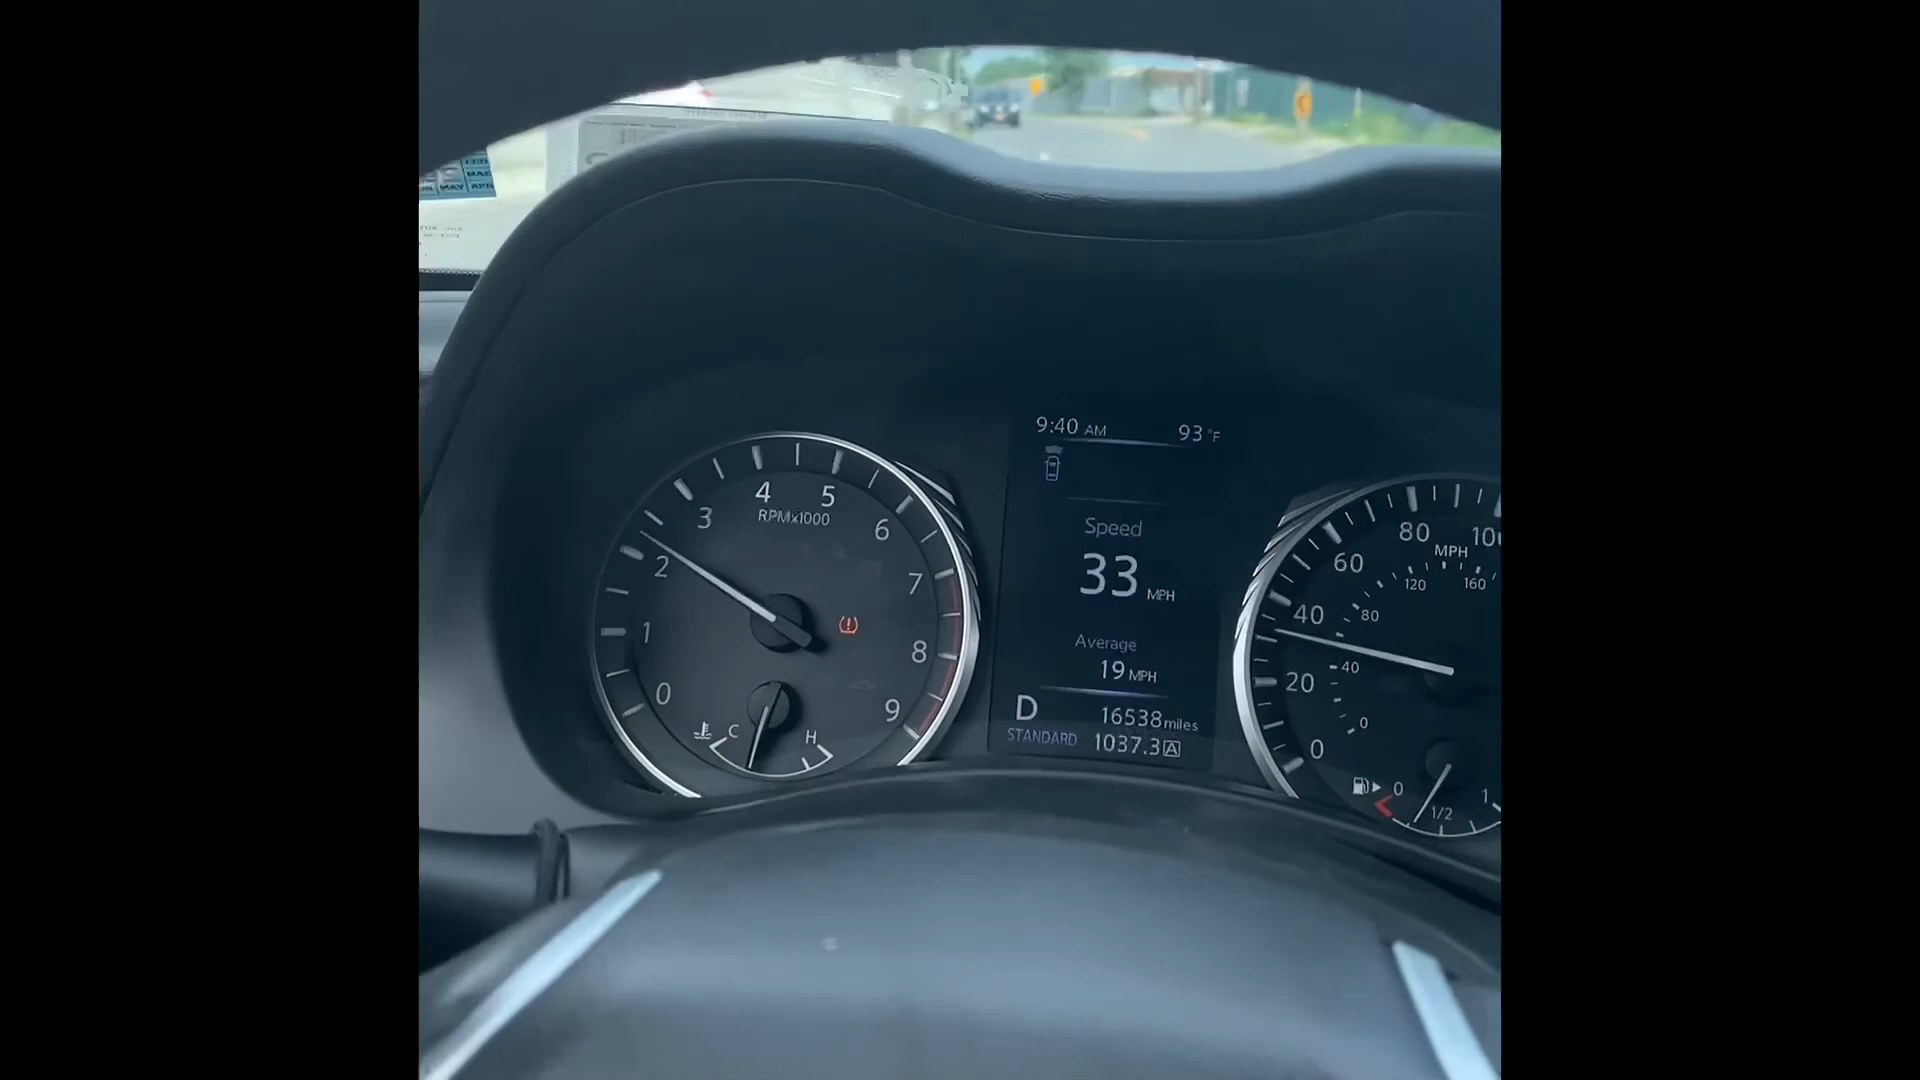 9:40 AM 93 °F
Speed
33 MPH
Average
19 MPH
D 16538 miles
STANDARD 1037.3 A
0 1 2 3 4 5 6 7 8 9
RPMx1000
C H
0 20 40 60 80
MPH
0 40 80 120 160
0 1/2 1
MAY